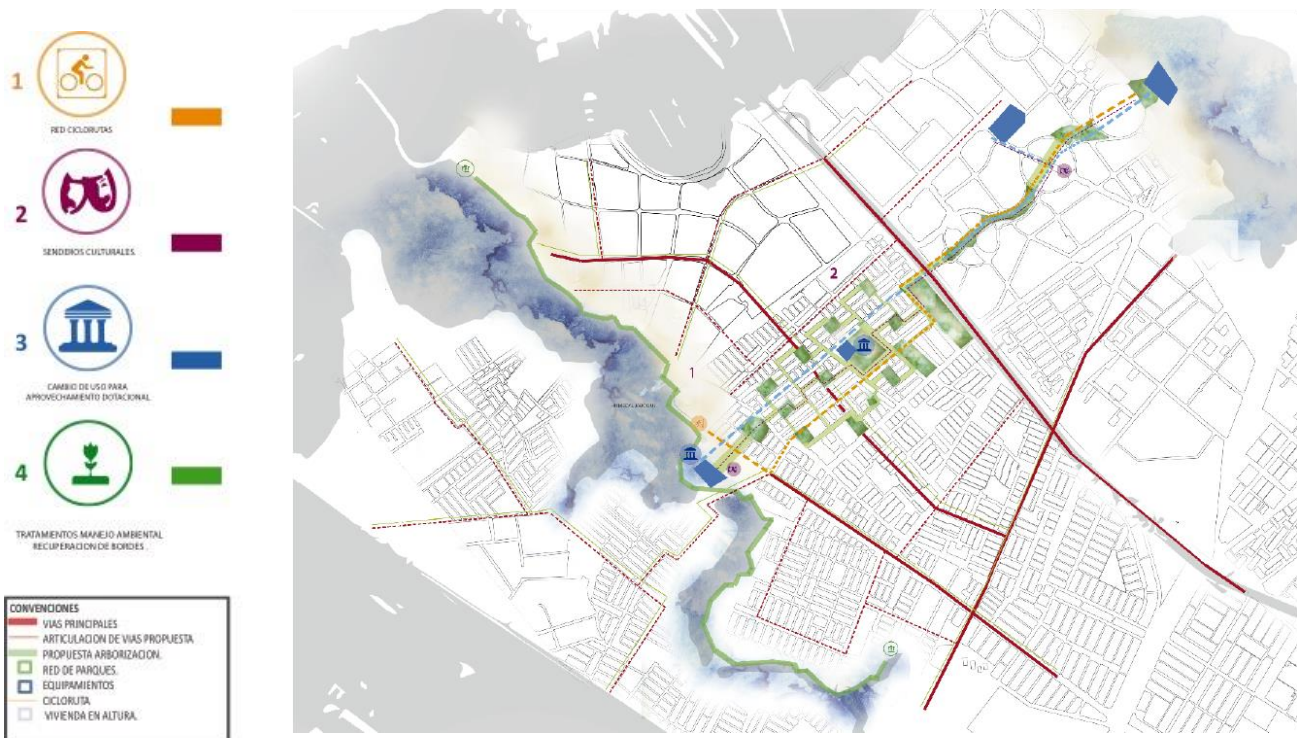 1
RED CICLORUTAS
2
SENDEROS CULTURALES.
3
CAMBIO DE USO PARA
APROVECHAMIENTO DOTACIONAL
4
TRATAMIENTOS MANEJO AMBIENTAL
RECUPERACION DE BORDES .
CONVENCIONES
VIAS PRINCIPALES
ARTICULACION DE VIAS PROPUESTA
PROPUESTA ARBORIZACION.
RED DE PARQUES.
EQUIPAMIENTOS
CICLORUTA
VIVIENDA EN ALTURA.
2
1